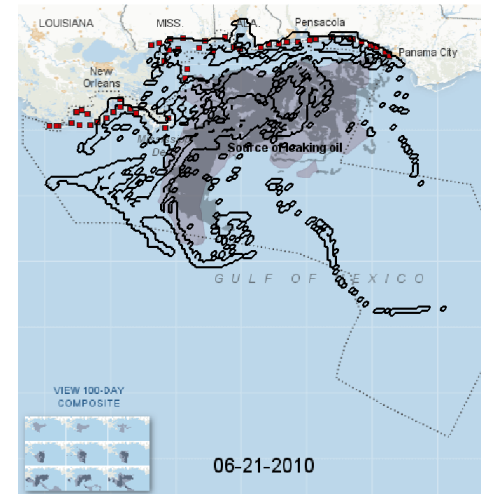 LOUISIANA
MISS.
ALA.
Pensacola
Panama City
New
Orleans
Source of leaking oil
GULF OF MEXICO
VIEW 100-DAY
COMPOSITE
06-21-2010